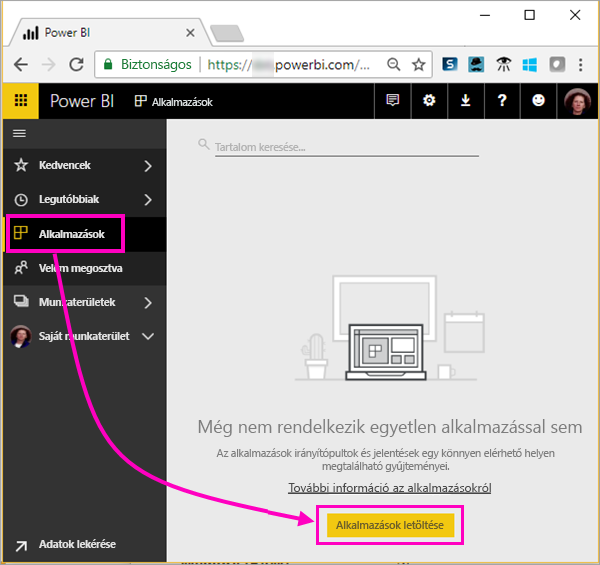 Power BI
Biztonságos
https://
powerbi.com/...
Power BI
Alkalmazások
Tartalom keresése...
Kedvencek
Legutóbbiak
Alkalmazások
Velem megosztva
Munkaterületek
Saját munkaterület
Még nem rendelkezik egyetlen alkalmazással sem
Az alkalmazások irányítópultok és jelentések egy könnyen elérhető helyen
megtalálható gyűjteményei.
További információ az alkalmazásokról
Alkalmazások letöltése
Adatok lekérése